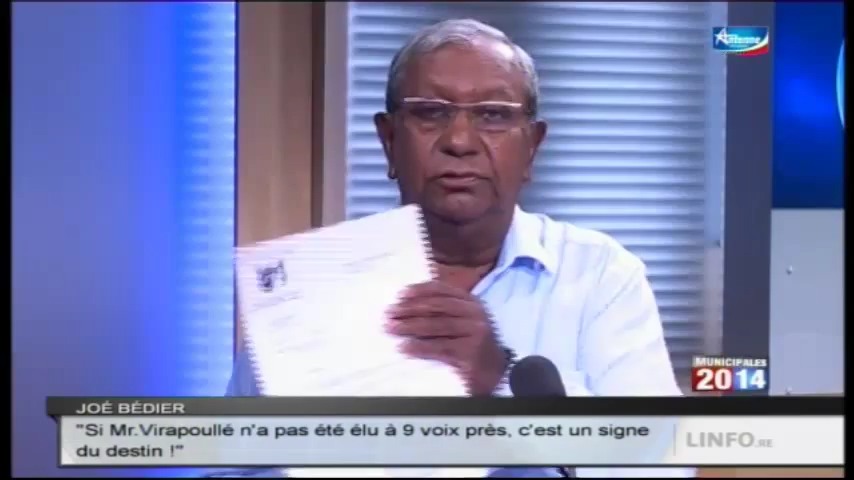 Antenne
MUNICIPALES
2014
JOÉ BÉDIER
"Si Mr.Virapoullé n'a pas été élu à 9 voix près, c'est un signe
du destin !"
LINFO.RE